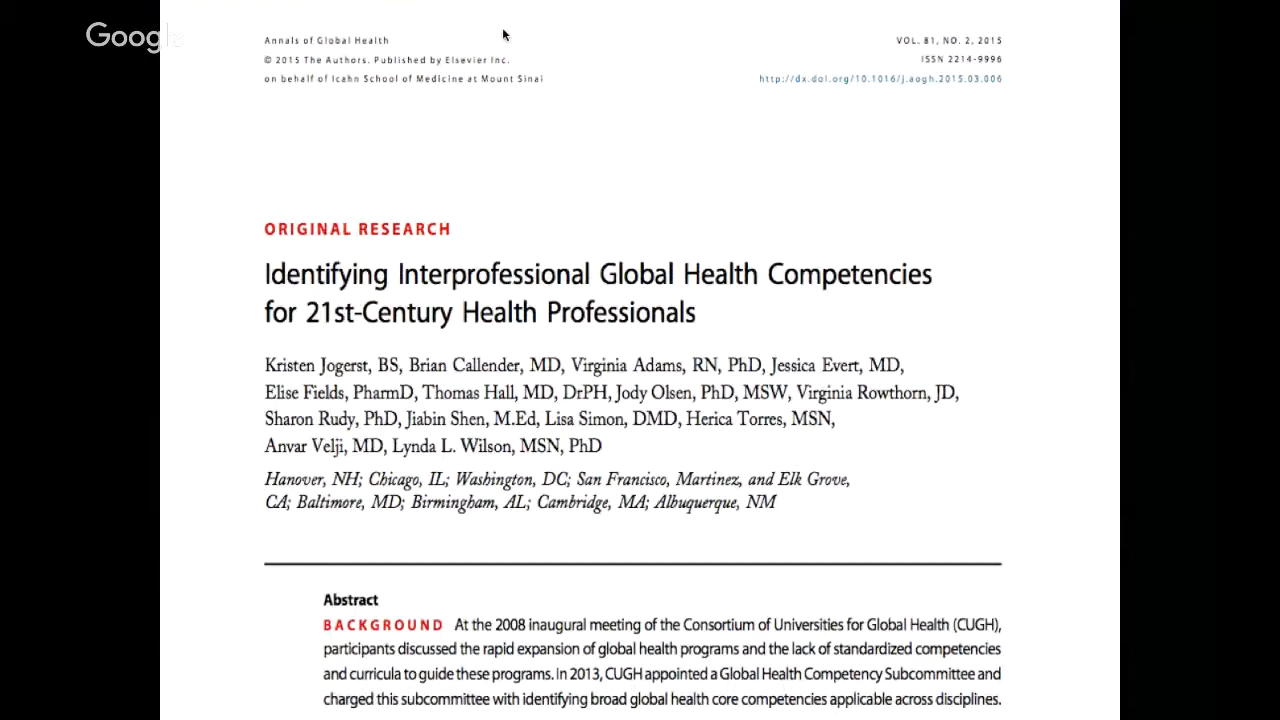 Google
Annals of Global Health
© 2015 The Authors. Published by Elsevier Inc.
on behalf of Icahn School of Medicine at Mount Sinai
VOL. 81, NO. 2, 2015
ISSN 2214-9996
http://dx.doi.org/10.1016/j.aogh.2015.03.006
ORIGINAL RESEARCH
Identifying Interprofessional Global Health Competencies
for 21st-Century Health Professionals
Kristen Jogerst, BS, Brian Callender, MD, Virginia Adams, RN, PhD, Jessica Evert, MD,
Elise Fields, PharmD, Thomas Hall, MD, DrPH, Jody Olsen, PhD, MSW, Virginia Rowthorn, JD,
Sharon Rudy, PhD, Jiabin Shen, M.Ed, Lisa Simon, DMD, Herica Torres, MSN,
Anvar Velji, MD, Lynda L. Wilson, MSN, PhD
Hanover, NH; Chicago, IL; Washington, DC; San Francisco, Martinez, and Elk Grove,
CA; Baltimore, MD; Birmingham, AL; Cambridge, MA; Albuquerque, NM
Abstract
BACKGROUND At the 2008 inaugural meeting of the Consortium of Universities for Global Health (CUGH),
participants discussed the rapid expansion of global health programs and the lack of standardized competencies
and curricula to guide these programs. In 2013, CUGH appointed a Global Health Competency Subcommittee and
charged this subcommittee with identifying broad global health core competencies applicable across disciplines.